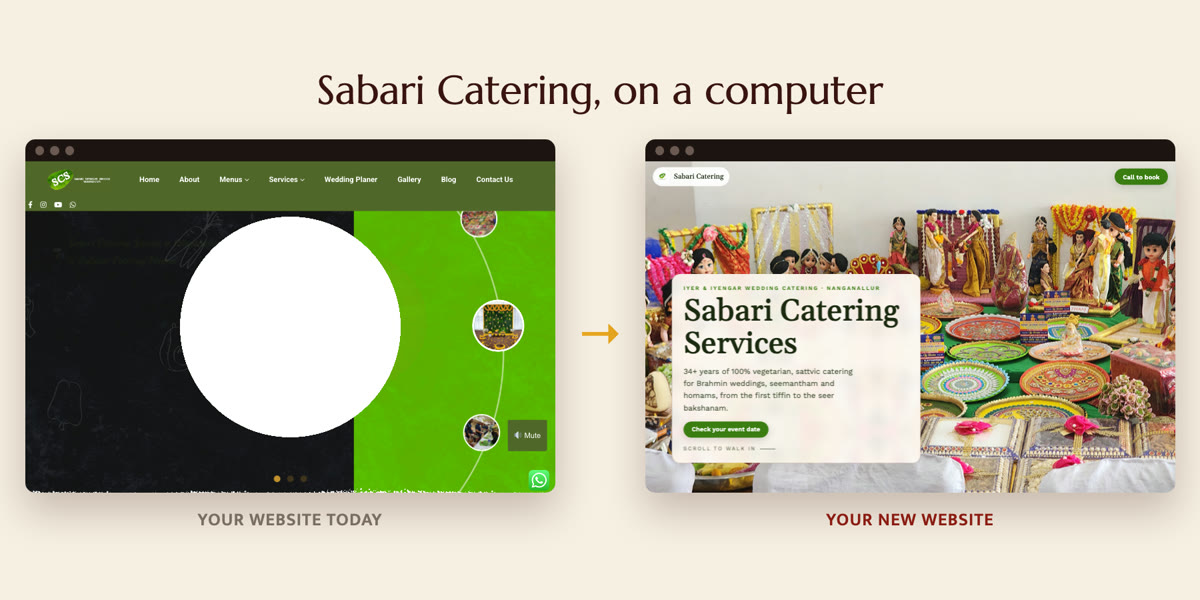 Sabari Catering, on a computer
SCS
Home About Menus Services Wedding Planer Gallery Blog Contact Us
Mute
YOUR WEBSITE TODAY
Sabari Catering
Call to book
IYER & IYENGAR WEDDING CATERING · NANGANALLUR
Sabari Catering
Services
34+ years of 100% vegetarian, sattvic catering
for Brahmin weddings, seemantham and
homams, from the first tiffin to the seer
bakshanam.
Check your event date
SCROLL TO WALK IN
YOUR NEW WEBSITE